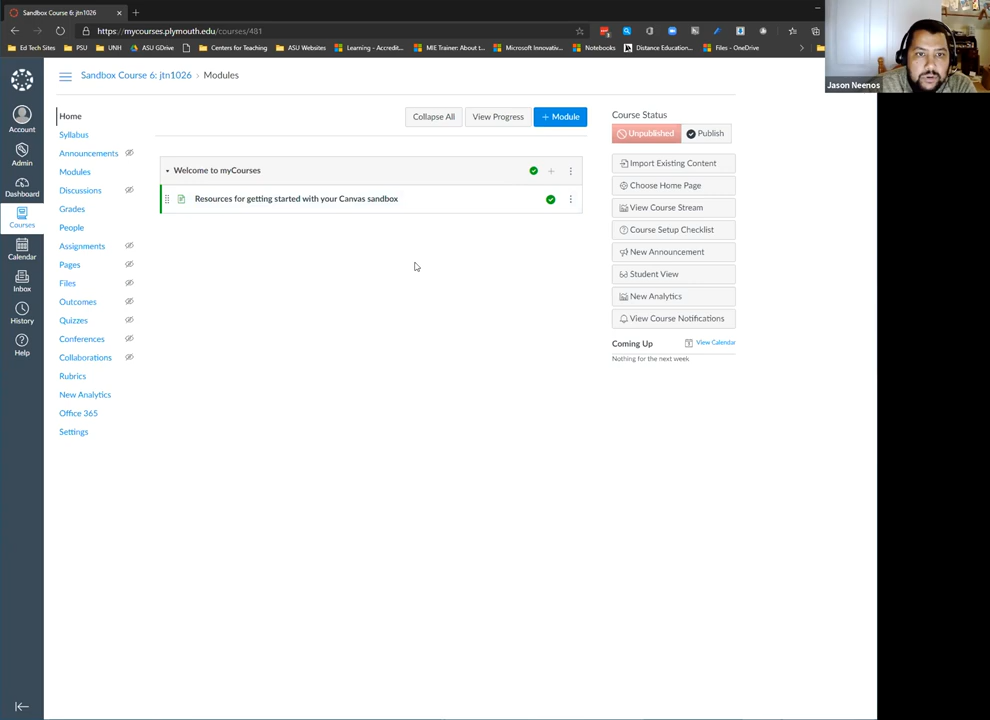 Sandbox Course 6: jtn1026
https://mycourses.plymouth.edu/courses/481
Ed Tech Sites PSU UNH ASU GDrive Centers for Teaching ASU Websites Learning - Accredit... MIE Trainer: About t... Microsoft Innovativ... Notebooks Distance Education... Files - OneDrive
Jason Neenos
Account
Admin
Dashboard
Courses
Calendar
Inbox
History
Help
Sandbox Course 6: jtn1026 › Modules
Home
Syllabus
Announcements
Modules
Discussions
Grades
People
Assignments
Pages
Files
Outcomes
Quizzes
Conferences
Collaborations
Rubrics
New Analytics
Office 365
Settings
Collapse All View Progress + Module
Welcome to myCourses
Resources for getting started with your Canvas sandbox
Course Status
Unpublished Publish
Import Existing Content
Choose Home Page
View Course Stream
Course Setup Checklist
New Announcement
Student View
New Analytics
View Course Notifications
Coming Up View Calendar
Nothing for the next week